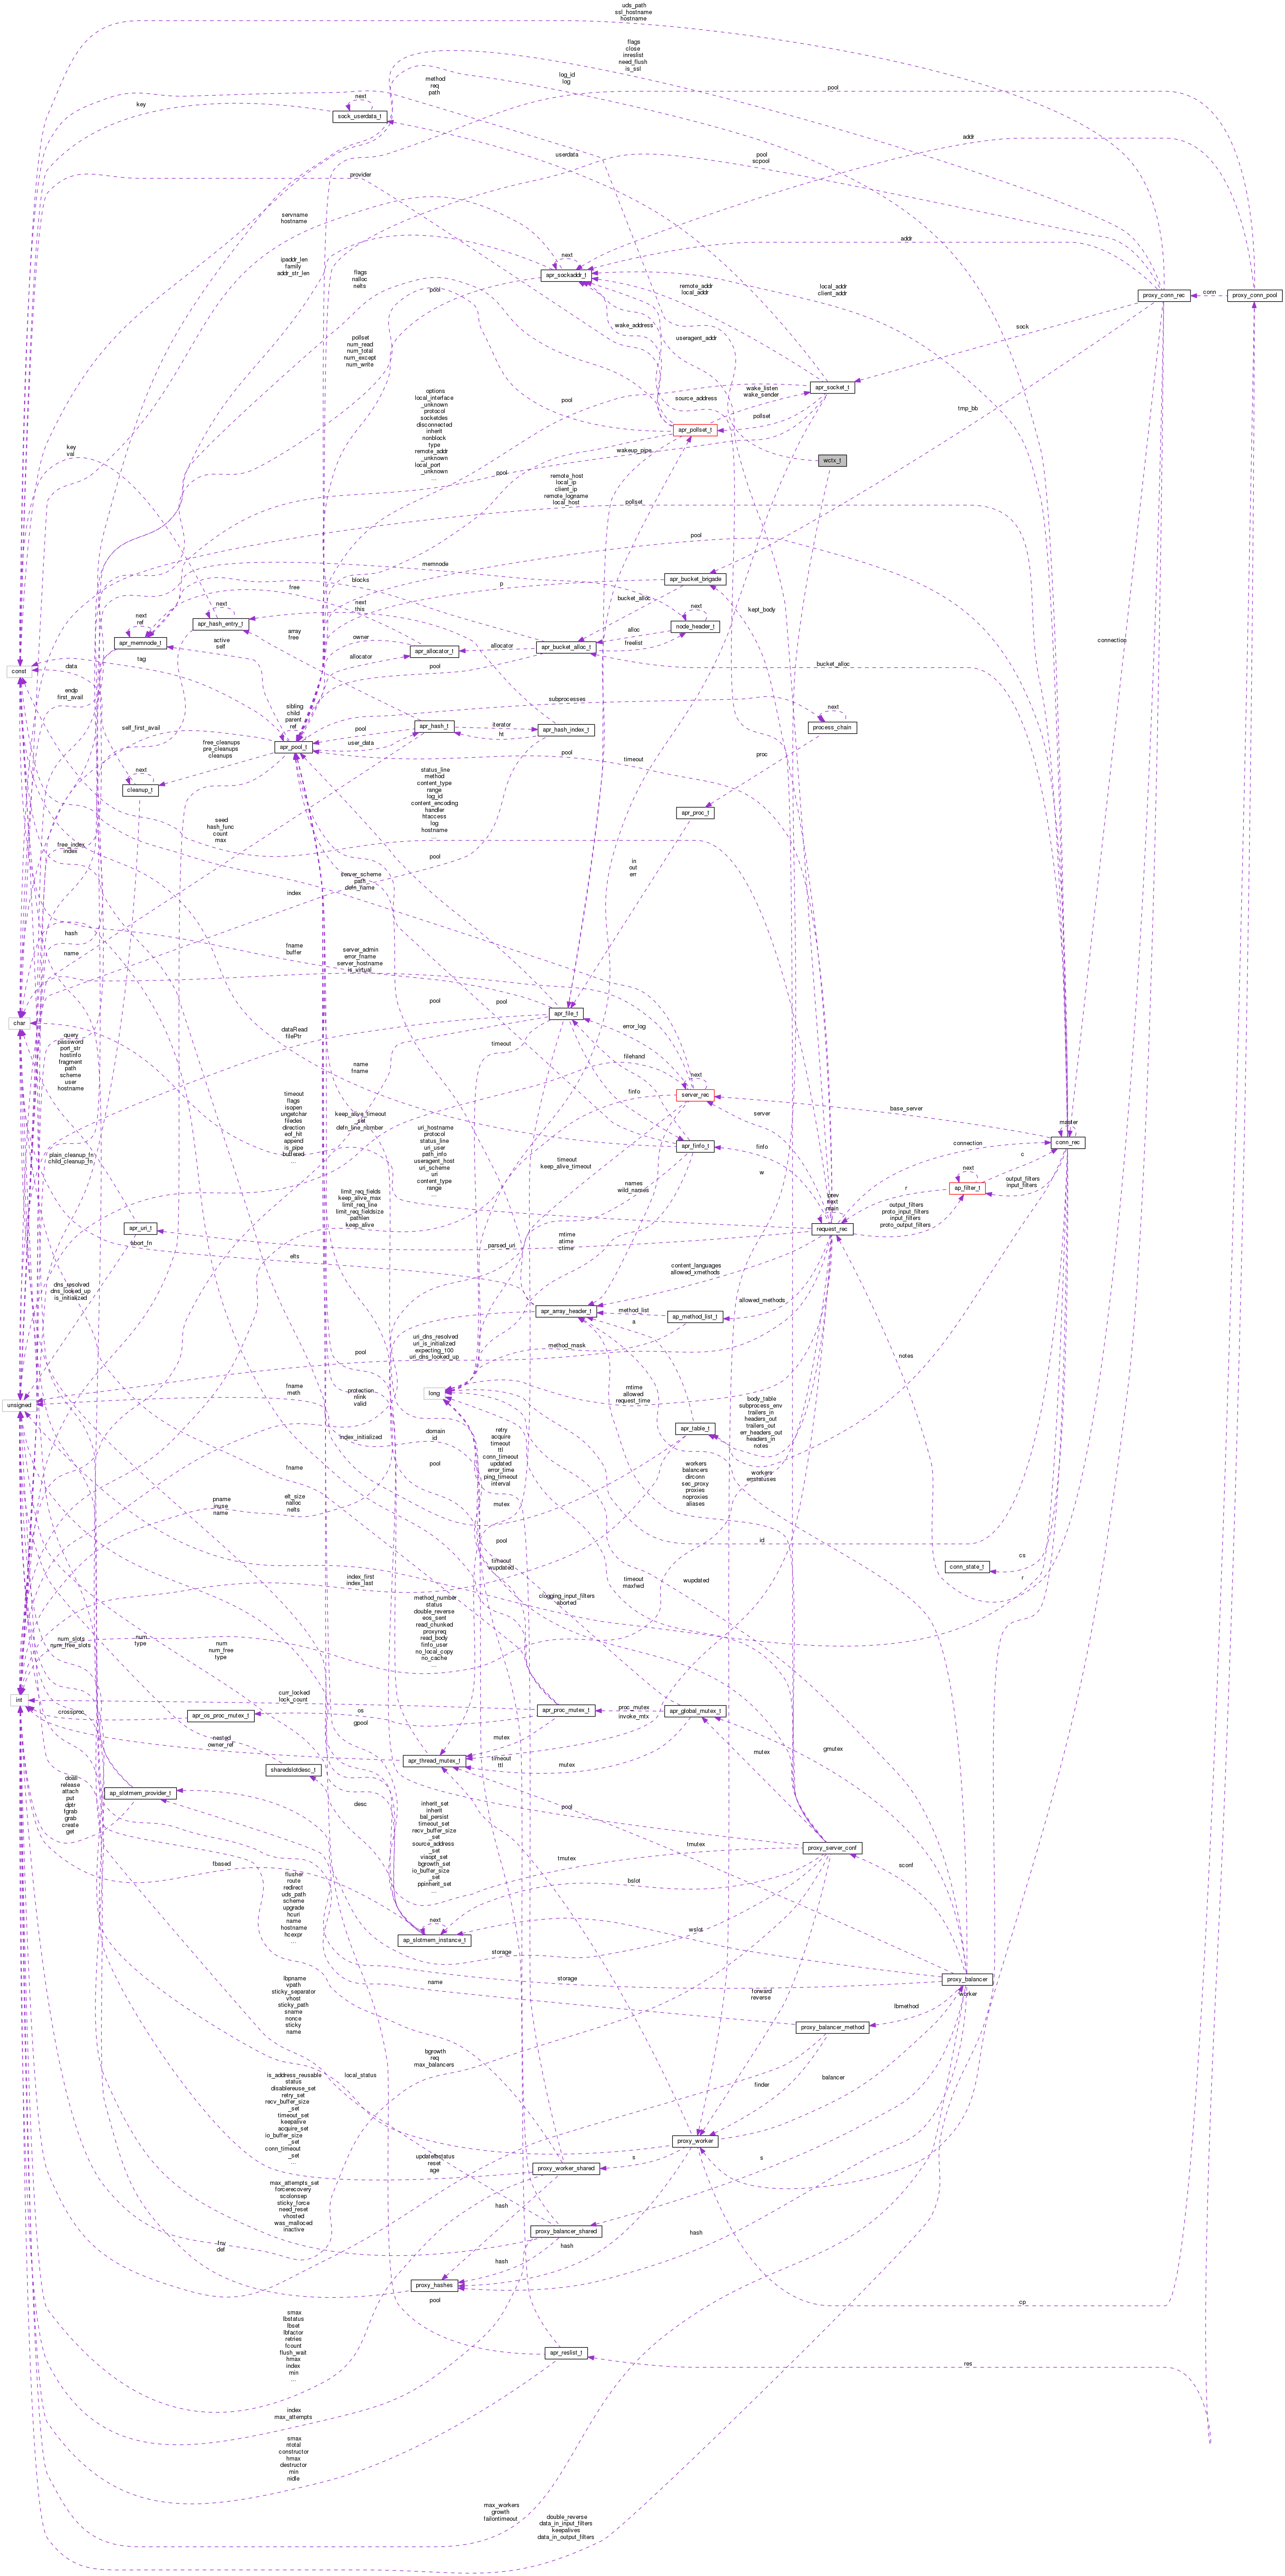 uds_path
ssl_hostname
hostname
flags
close
inreslist
need_flush
is_ssl
method
req
path
log_id
log
pool
key
next
sock_userdata_t
addr
userdata
pool
scpool
provider
servname
hostname
addr
ipaddr_len
family
addr_str_len
next
apr_sockaddr_t
flags
nalloc
nelts
pool
remote_addr
local_addr
local_addr
client_addr
proxy_conn_rec
conn
proxy_conn_pool
wake_address
useragent_addr
sock
pollset
num_read
num_total
num_except
num_write
apr_socket_t
wake_listen
wake_sender
options
local_interface
_unknown
protocol
socketdes
disconnected
inherit
nonblock
type
remote_addr
_unknown
local_port
_unknown
pool
source_address
tmp_bb
pollset
apr_pollset_t
key
val
wakeup_pipe
wctx_t
pool
remote_host
local_ip
client_ip
remote_logname
local_host
pollset
pool
memnode
blocks
apr_bucket_brigade
free
p
kept_body
next
this
bucket_alloc
next
ref
next
apr_hash_entry_t
next
node_header_t
array
free
alloc
connection
apr_memnode_t
active
self
owner
apr_allocator_t
allocator
apr_bucket_alloc_t
freelist
const
tag
data
allocator
pool
bucket_alloc
endp
first_avail
sibling
child
parent
ref
subprocesses
next
process_chain
self_first_avail
apr_hash_t
iterator
apr_hash_index_t
pool
ht
apr_pool_t
user_data
free_cleanups
pre_cleanups
cleanups
pool
timeout
proc
next
cleanup_t
status_line
method
content_type
range
log_id
content_encoding
handler
htaccess
log
hostname
...
apr_proc_t
seed
hash_func
count
max
free_index
index
pool
in
out
err
server_scheme
path
defn_name
index
hash
fname
buffer
server_admin
error_fname
server_hostname
is_virtual
name
pool
pool
apr_file_t
char
error_log
query
password
port_str
hostinfo
fragment
path
scheme
user
hostname
dataRead
filePtr
timeout
filehand
next
name
fname
finfo
server_rec
base_server
timeout
flags
isopen
ungetchar
filedes
direction
eof_hit
append
is_pipe
buffered
...
keep_alive_timeout
_set
defn_line_number
uri_hostname
protocol
status_line
uri_user
path_info
useragent_host
uri_scheme
uri
content_type
range
...
server
finfo
apr_finfo_t
connection
master
conn_rec
c
timeout
keep_alive_timeout
w
next
ap_filter_t
output_filters
input_filters
plain_cleanup_fn
child_cleanup_fn
names
wild_names
limit_req_fields
keep_alive_max
limit_req_line
limit_req_fieldsize
pathlen
keep_alive
r
prev
next
main
request_rec
output_filters
proto_input_filters
input_filters
proto_output_filters
apr_uri_t
abort_fn
parsed_uri
mtime
atime
ctime
elts
content_languages
allowed_xmethods
dns_resolved
dns_looked_up
is_initialized
allowed_methods
apr_array_header_t
method_list
ap_method_list_t
a
uri_dns_resolved
uri_is_initialized
expecting_100
uri_dns_looked_up
method_mask
notes
pool
fname
meth
protection
nlink
valid
long
mtime
allowed
request_time
unsigned
body_table
subprocess_env
trailers_in
headers_out
trailers_out
err_headers_out
headers_in
notes
apr_table_t
index_initialized
domain
id
retry
acquire
timeout
ttl
conn_timeout
updated
error_time
ping_timeout
interval
workers
balancers
dirconn
sec_proxy
proxies
noproxies
aliases
workers
errstatuses
pool
fname
pname
inuse
name
elt_size
nalloc
nelts
mutex
id
pool
cs
conn_state_t
timeout
wupdated
timeout
maxfwd
wupdated
r
index_first
index_last
clogging_input_filters
aborted
method_number
status
double_reverse
eos_sent
read_chunked
proxyreq
read_body
finfo_user
no_local_copy
no_cache
...
num_slots
num_free_slots
num
type
num
num_free
type
int
curr_locked
lock_count
crossproc
apr_os_proc_mutex_t
os
gpool
apr_proc_mutex_t
proc_mutex
invoke_mtx
apr_global_mutex_t
nested
owner_ref
mutex
mutex
gmutex
mutex
timeout
ttl
apr_thread_mutex_t
sharedslotdesc_t
doall
release
attach
put
dptr
fgrab
grab
create
get
ap_slotmem_provider_t
desc
inherit_set
inherit
bal_persist
timeout_set
recv_buffer_size
_set
source_address
_set
viaopt_set
bgrowth_set
io_buffer_size
_set
ppinherit_set
...
pool
proxy_server_conf
tmutex
tmutex
sconf
fbased
bslot
flusher
route
redirect
uds_path
scheme
upgrade
hcurl
name
hostname
hcexpr
...
next
ap_slotmem_instance_t
wslot
storage
storage
proxy_balancer
lbpname
vpath
sticky_separator
vhost
sticky_path
sname
nonce
sticky
name
name
forward
reverse
worker
lbmethod
proxy_balancer_method
bgrowth
req
max_balancers
local_status
is_address_reusable
status
disablereuse_set
retry_set
recv_buffer_size
_set
timeout_set
keepalive
acquire_set
io_buffer_size
_set
conn_timeout
_set
...
finder
balancer
proxy_worker
s
updatelbstatus
reset
age
s
proxy_worker_shared
max_attempts_set
forcerecovery
scolonsep
sticky_force
need_reset
vhosted
was_malloced
inactive
hash
proxy_balancer_shared
hash
hash
fnv
def
hash
proxy_hashes
pool
cp
smax
lbstatus
lbset
lbfactor
retries
fcount
flush_wait
hmax
index
min
...
apr_reslist_t
res
index
max_attempts
smax
ntotal
constructor
hmax
destructor
min
nidle
max_workers
growth
failontimeout
double_reverse
data_in_input_filters
keepalives
data_in_output_filters